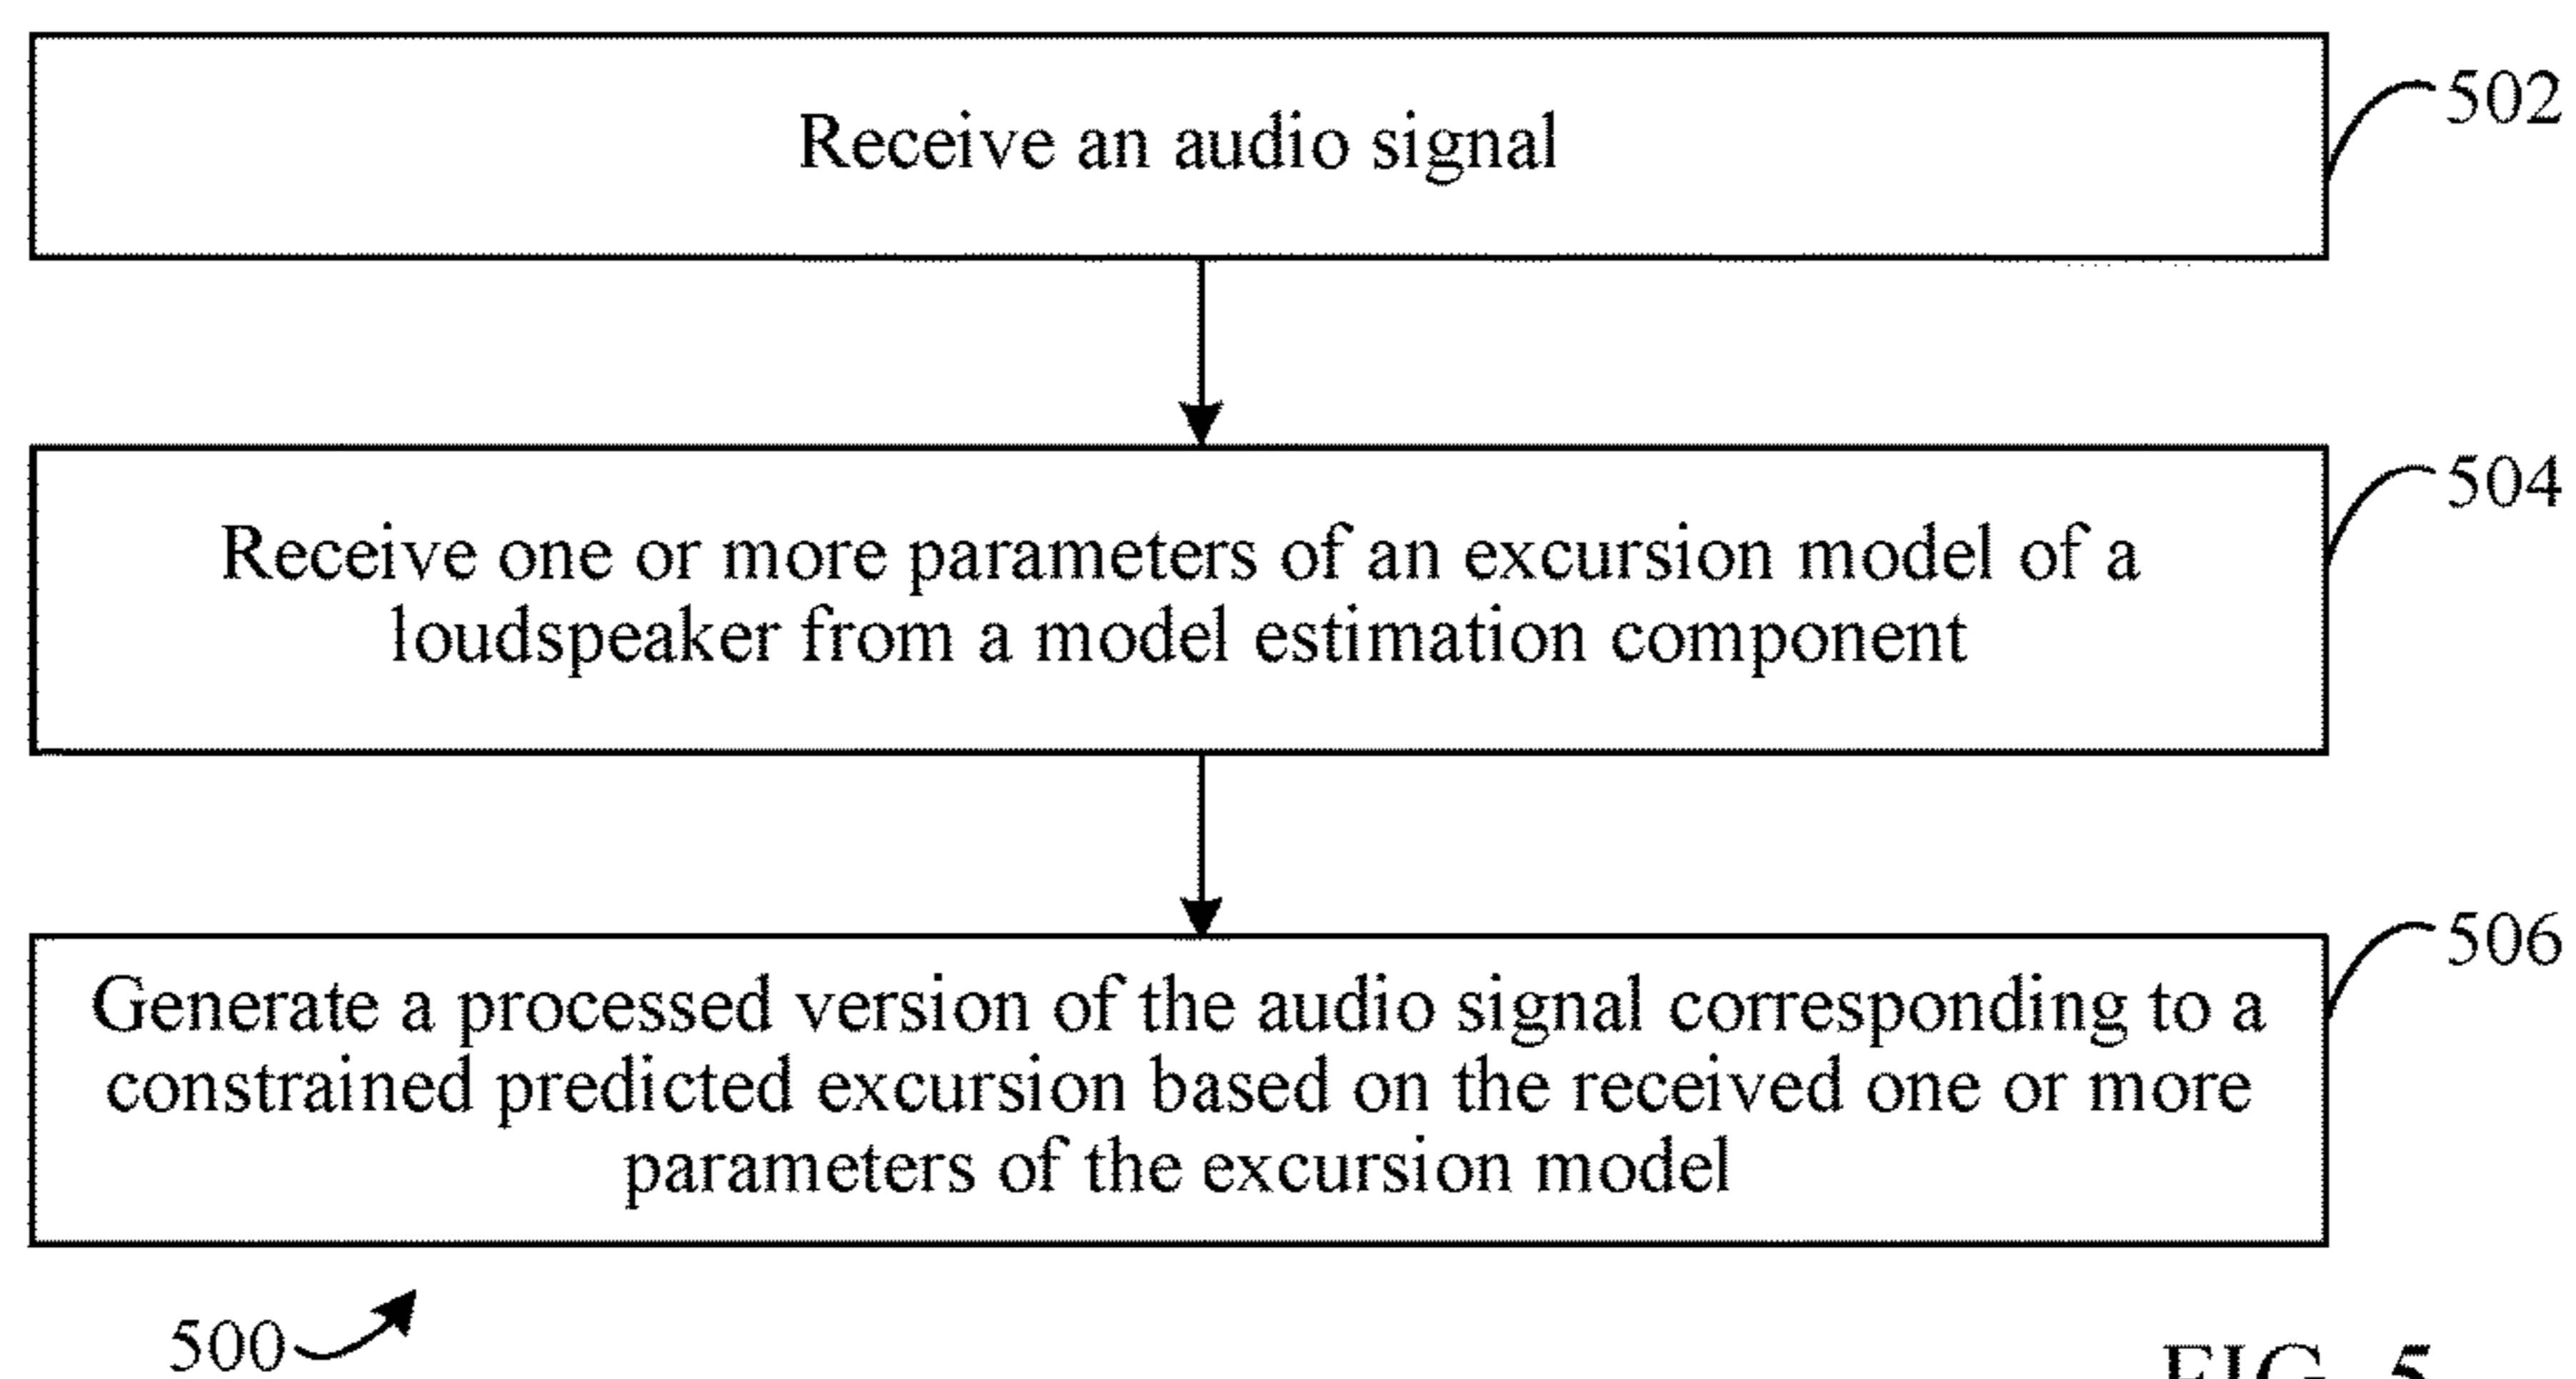 Receive an audio signal
502
Receive one or more parameters of an excursion model of a
loudspeaker from a model estimation component
504
Generate a processed version of the audio signal corresponding to a
constrained predicted excursion based on the received one or more
parameters of the excursion model
506
500
FIG. 5